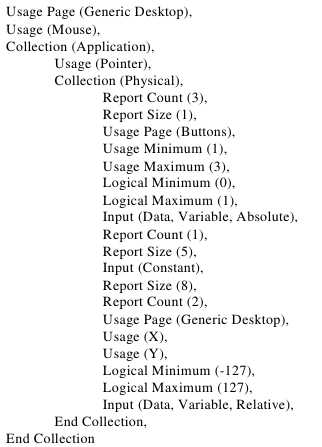 Usage Page (Generic Desktop),
Usage (Mouse),
Collection (Application),
Usage (Pointer),
Collection (Physical),
Report Count (3),
Report Size (1),
Usage Page (Buttons),
Usage Minimum (1),
Usage Maximum (3),
Logical Minimum (0),
Logical Maximum (1),
Input (Data, Variable, Absolute),
Report Count (1),
Report Size (5),
Input (Constant),
Report Size (8),
Report Count (2),
Usage Page (Generic Desktop),
Usage (X),
Usage (Y),
Logical Minimum (-127),
Logical Maximum (127),
Input (Data, Variable, Relative),
End Collection,
End Collection